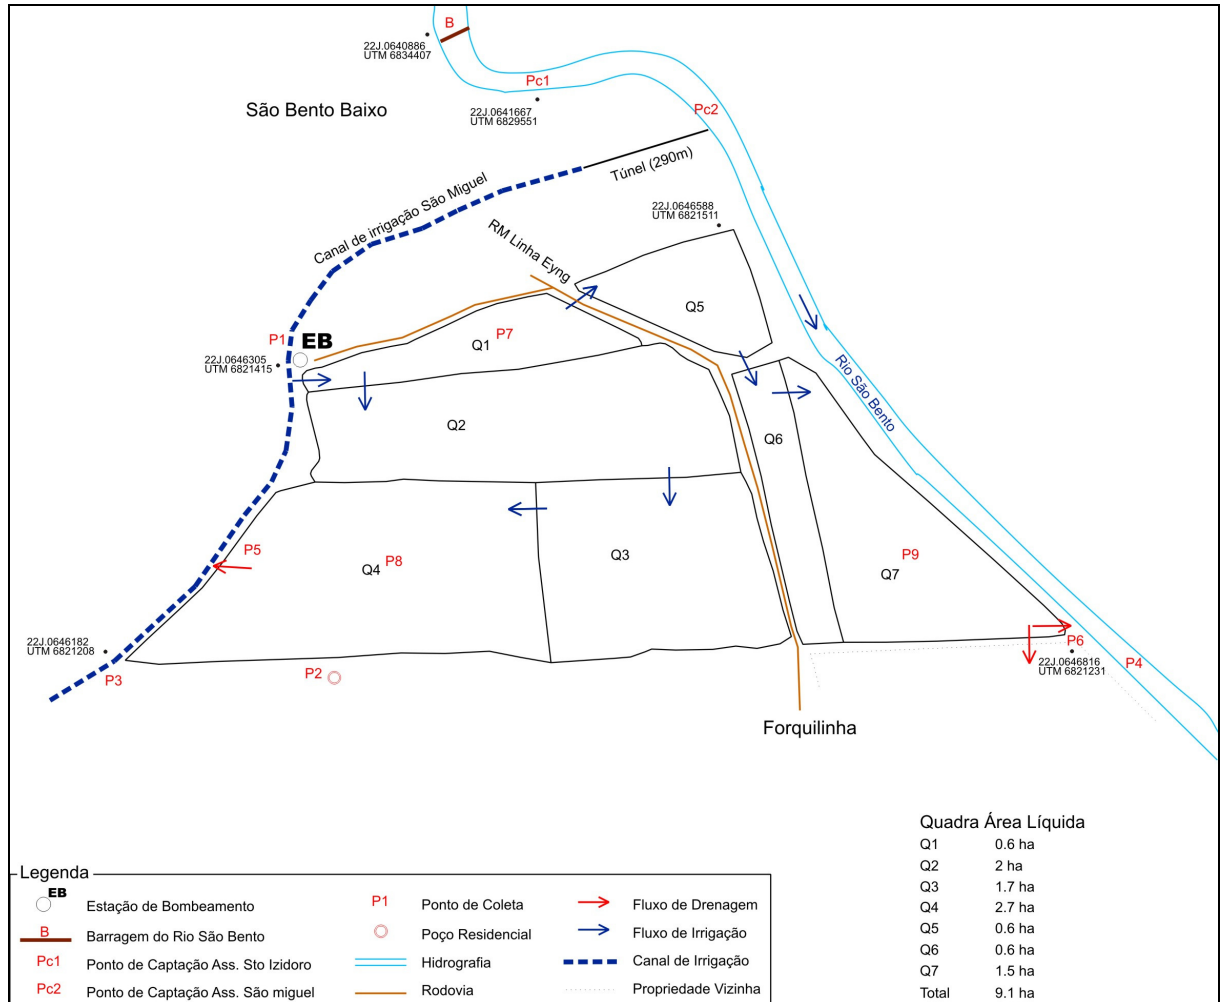 B
22J.0640886
UTM 6834407
Pc1
São Bento Baixo
22J.0641667
UTM 6829551
Pc2
Túnel (290m)
Canal de irrigação São Miguel
22J.0646588
UTM 6821511
RM Linha Eyng
Q5
P1
EB
Q1
P7
22J.0646305
UTM 6821415
Rio São Bento
Q2
Q6
P5
Q4
P8
Q3
P9
Q7
22J.0646182
UTM 6821208
P3
P2
P6
22J.0646816
UTM 6821231
P4
Forquilinha
Quadra Área Líquida
Q1 0.6 ha
Q2 2 ha
Q3 1.7 ha
Q4 2.7 ha
Q5 0.6 ha
Q6 0.6 ha
Q7 1.5 ha
Total 9.1 ha
Legenda
EB Estação de Bombeamento
B Barragem do Rio São Bento
Pc1 Ponto de Captação Ass. Sto Izidoro
Pc2 Ponto de Captação Ass. São miguel
P1 Ponto de Coleta
Poço Residencial
Hidrografia
Rodovia
Fluxo de Drenagem
Fluxo de Irrigação
Canal de Irrigação
Propriedade Vizinha